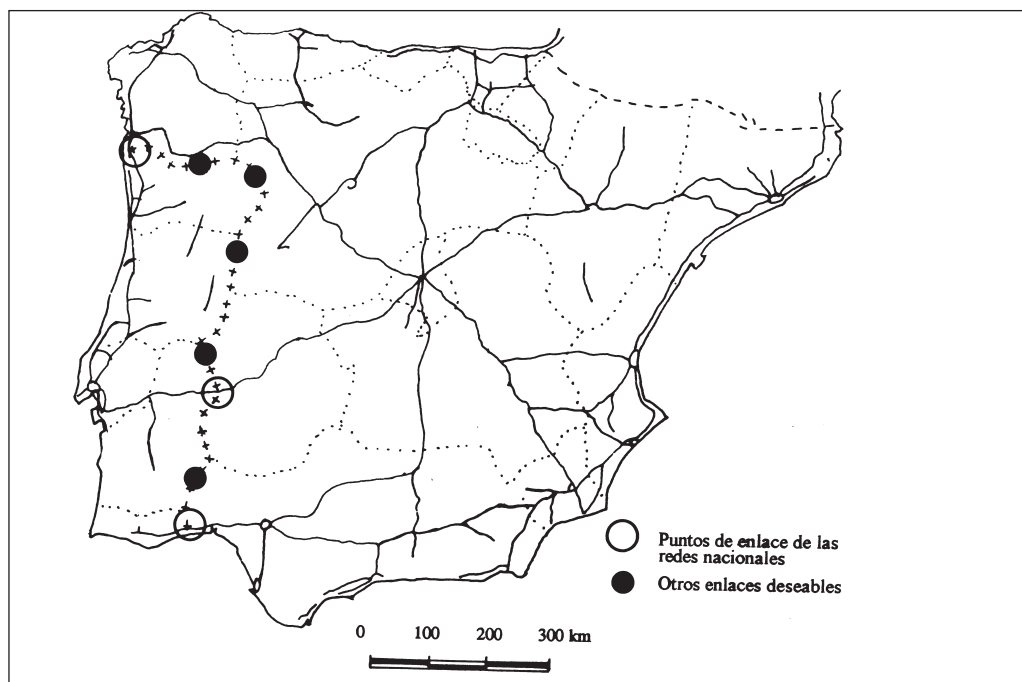 Puntos de enlace de las
redes nacionales
Otros enlaces deseables
0 100 200 300 km